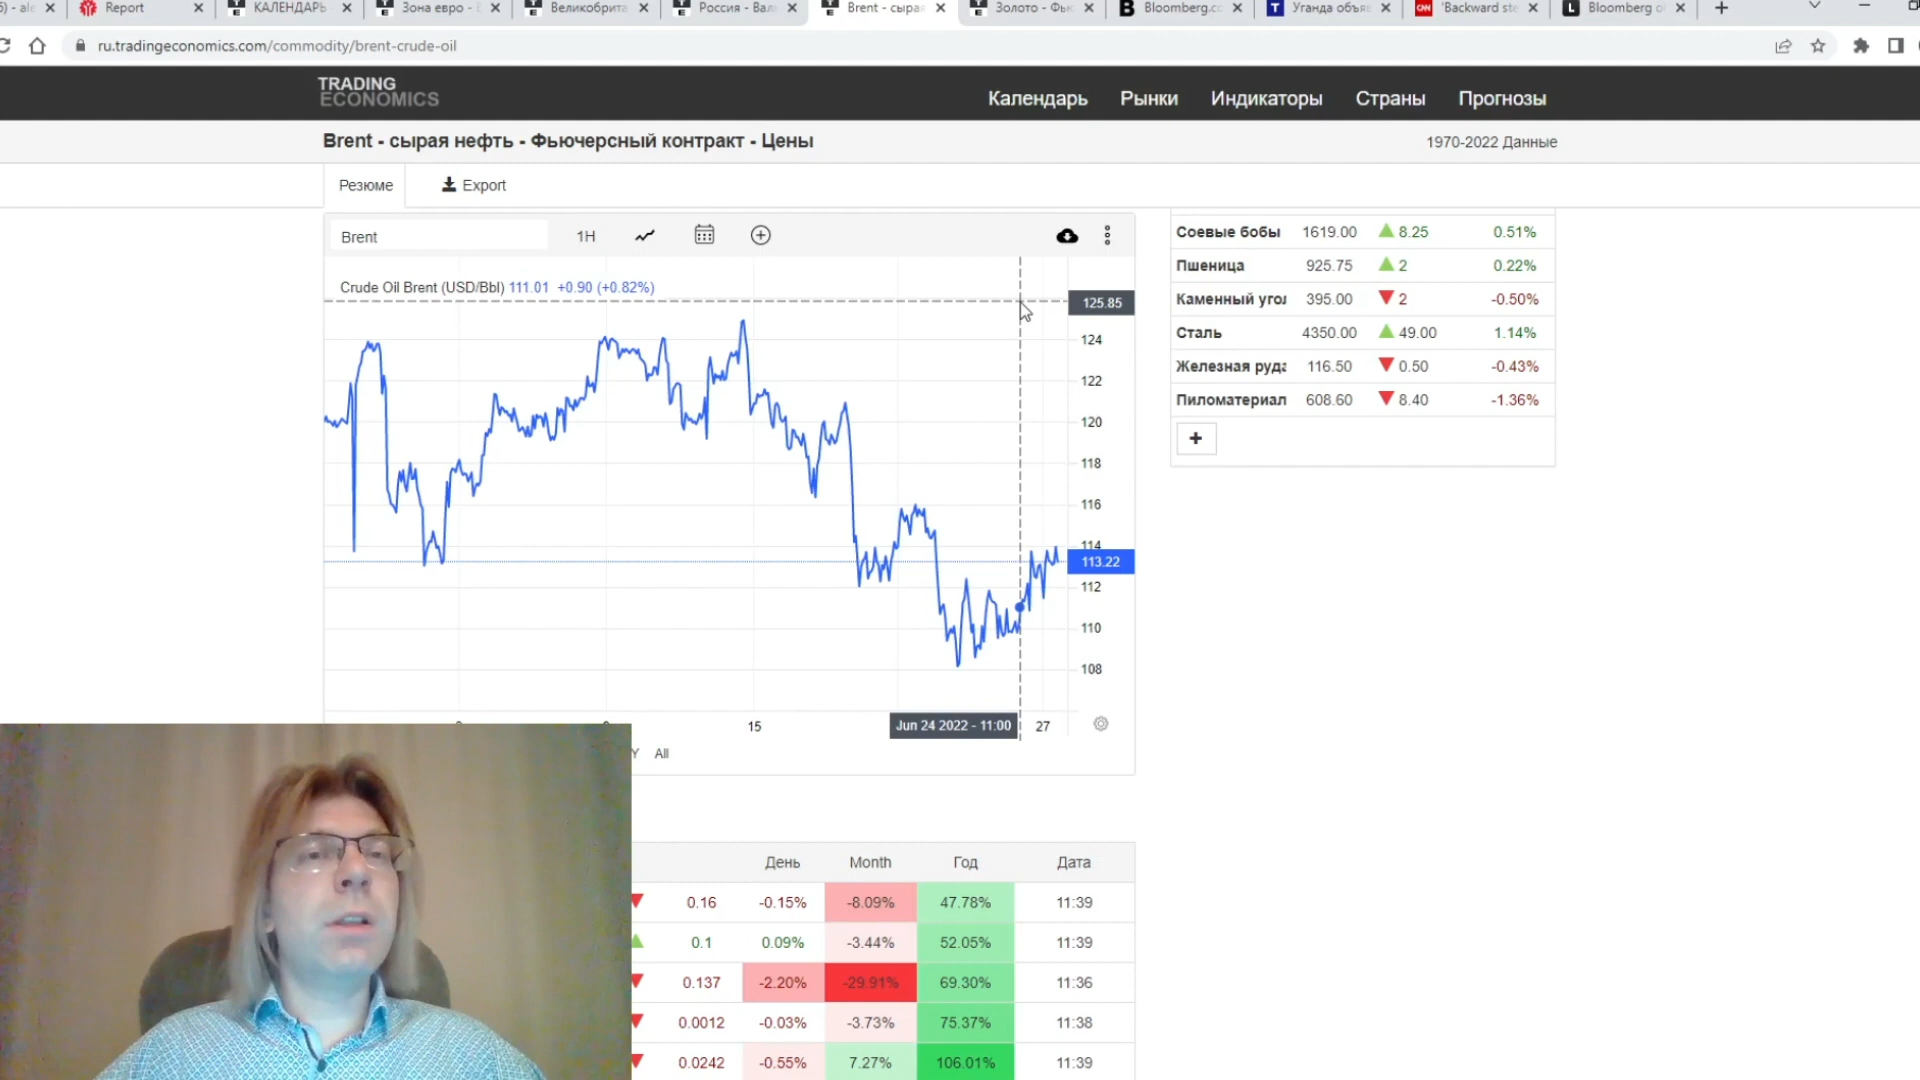 Report
КАЛЕНДАРЬ
Зона евро -
Великобрита
Россия - Вал
Brent - сырая
Золото - Фью
Bloomberg.co
Уганда объяв
'Backward ste
Bloomberg o
ru.tradingeconomics.com/commodity/brent-crude-oil
TRADING
ECONOMICS
Календарь Рынки Индикаторы Страны Прогнозы
Brent - сырая нефть - Фьючерсный контракт - Цены
1970-2022 Данные
Резюме
Export
Brent
1H
Crude Oil Brent (USD/Bbl) 111.01 +0.90 (+0.82%)
125.85
124
122
120
118
116
114
113.22
112
110
108
15
Jun 24 2022 - 11:00
27
Y All
Соевые бобы 1619.00 8.25 0.51%
Пшеница 925.75 2 0.22%
Каменный угол 395.00 2 -0.50%
Сталь 4350.00 49.00 1.14%
Железная руда 116.50 0.50 -0.43%
Пиломатериал 608.60 8.40 -1.36%
+
День Month Год Дата
0.16 -0.15% -8.09% 47.78% 11:39
0.1 0.09% -3.44% 52.05% 11:39
0.137 -2.20% -29.91% 69.30% 11:36
0.0012 -0.03% -3.73% 75.37% 11:38
0.0242 -0.55% 7.27% 106.01% 11:39